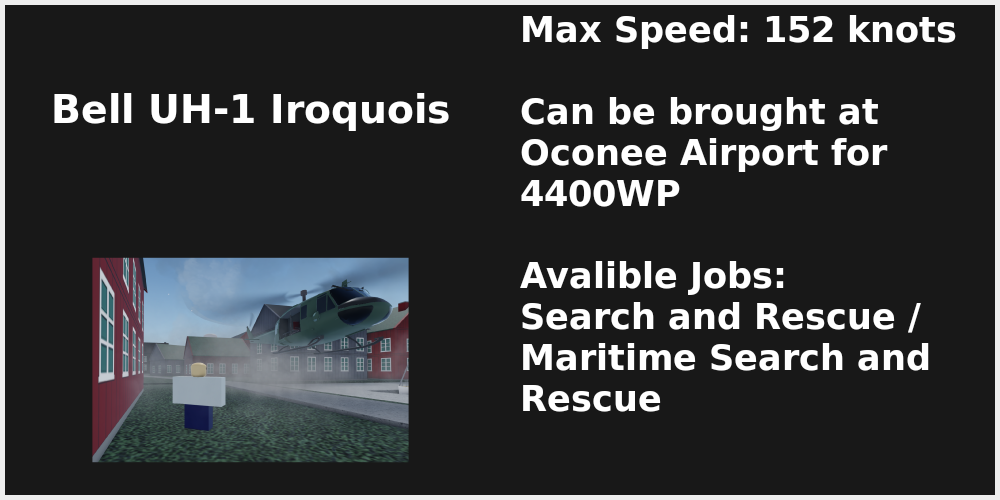 Bell UH-1 Iroquois
Max Speed: 152 knots
Can be brought at
Oconee Airport for
4400WP
Avalible Jobs:
Search and Rescue /
Maritime Search and
Rescue